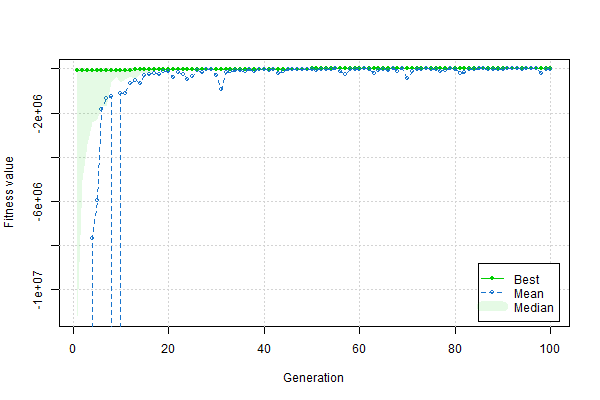 Fitness value
-2e+06
-6e+06
-1e+07
0 20 40 60 80 100
Generation
Best
Mean
Median